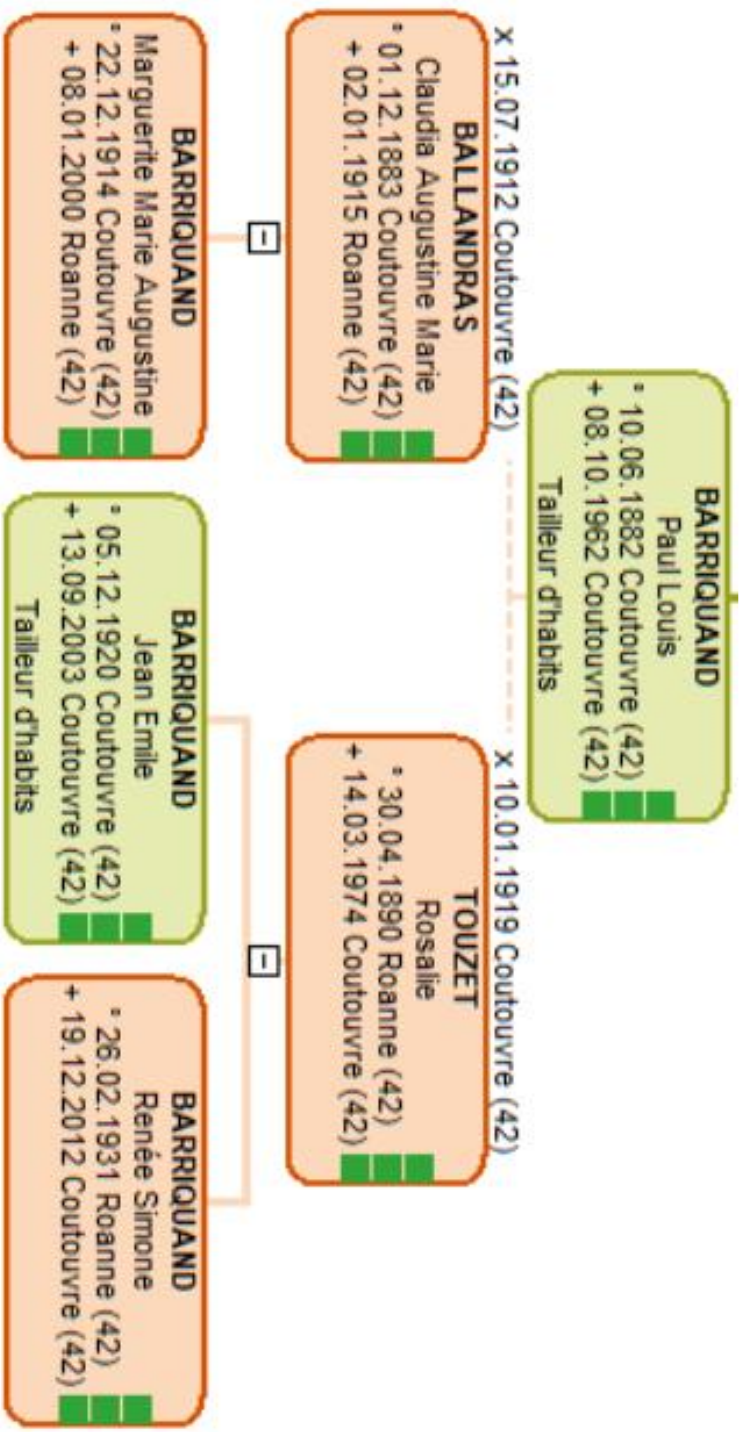 BARRIQUAND
Paul Louis
° 10.06.1882 Coutouvre (42)
+ 08.10.1962 Coutouvre (42)
Tailleur d'habits
x 15.07.1912 Coutouvre (42)
BALLANDRAS
Claudia Augustine Marie
° 01.12.1883 Coutouvre (42)
+ 02.01.1915 Roanne (42)
x 10.01.1919 Coutouvre (42)
TOUZET
Rosalie
° 30.04.1890 Roanne (42)
+ 14.03.1974 Coutouvre (42)
BARRIQUAND
Marguerite Marie Augustine
° 22.12.1914 Coutouvre (42)
+ 08.01.2000 Roanne (42)
BARRIQUAND
Jean Emile
° 05.12.1920 Coutouvre (42)
+ 13.09.2003 Coutouvre (42)
Tailleur d'habits
BARRIQUAND
Renée Simone
° 26.02.1931 Roanne (42)
+ 19.12.2012 Coutouvre (42)